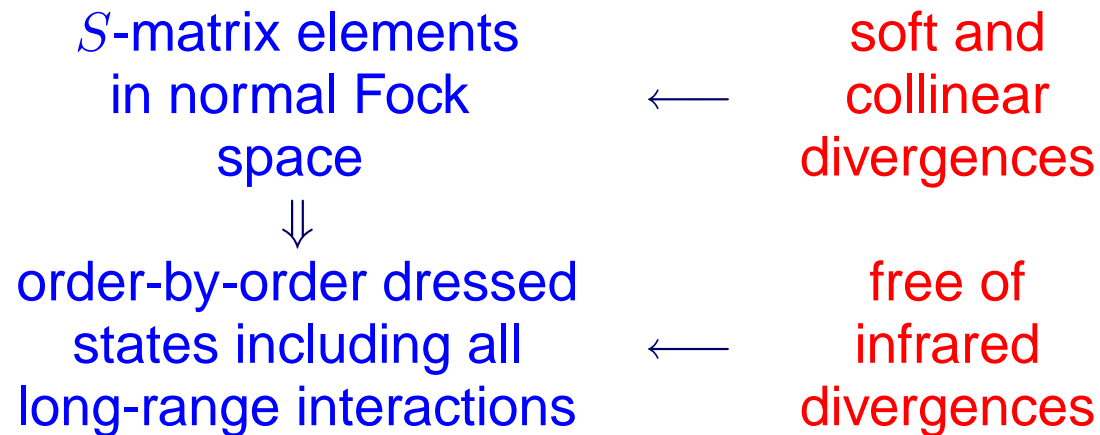 S-matrix elements
in normal Fock
space
← soft and
collinear
divergences
⇓
order-by-order dressed
states including all
long-range interactions
← free of
infrared
divergences